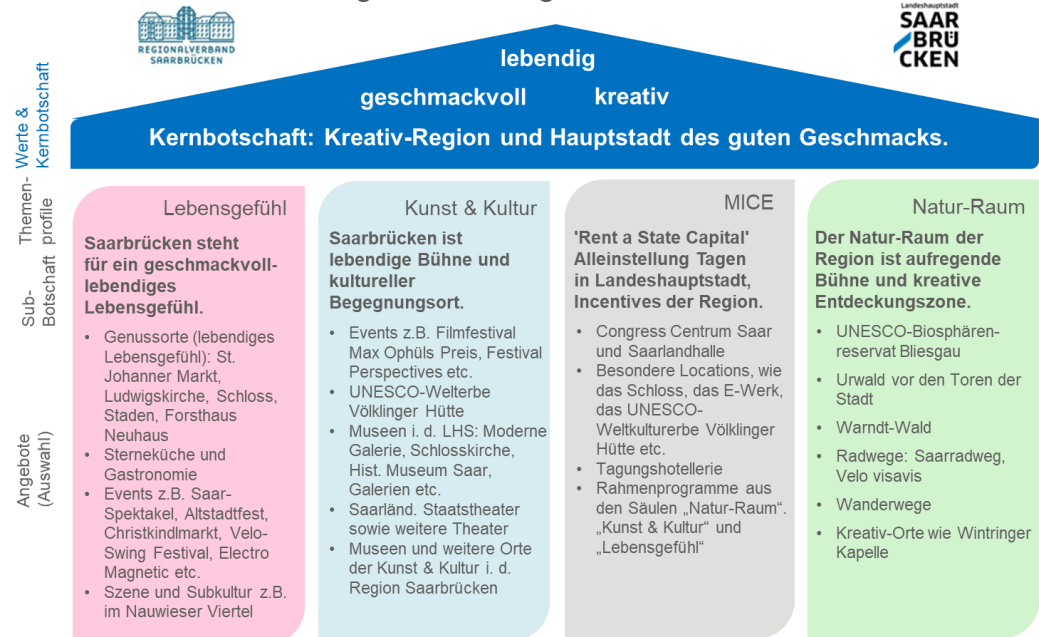 REGIONALVERBAND
SAARBRÜCKEN
Landeshauptstadt
SAAR
BRÜ
CKEN
lebendig
geschmackvoll kreativ
Kernbotschaft: Kreativ-Region und Hauptstadt des guten Geschmacks.
Werte &
Kernbotschaft
Themen-
profile
Sub-
Botschaft
Angebote
(Auswahl)
Lebensgefühl
Saarbrücken steht
für ein geschmackvoll-
lebendiges
Lebensgefühl.
• Genussorte (lebendiges
Lebensgefühl): St.
Johanner Markt,
Ludwigskirche, Schloss,
Staden, Forsthaus
Neuhaus
• Sterneküche und
Gastronomie
• Events z.B. Saar-
Spektakel, Altstadtfest,
Christkindlmarkt, Velo-
Swing Festival, Electro
Magnetic etc.
• Szene und Subkultur z.B.
im Nauwieser Viertel
Kunst & Kultur
Saarbrücken ist
lebendige Bühne und
kultureller
Begegnungsort.
• Events z.B. Filmfestival
Max Ophüls Preis, Festival
Perspectives etc.
• UNESCO-Welterbe
Völklinger Hütte
• Museen i. d. LHS: Moderne
Galerie, Schlosskirche,
Hist. Museum Saar,
Galerien etc.
• Saarländ. Staatstheater
sowie weitere Theater
• Museen und weitere Orte
der Kunst & Kultur i. d.
Region Saarbrücken
MICE
'Rent a State Capital'
Alleinstellung Tagen
in Landeshauptstadt,
Incentives der Region.
• Congress Centrum Saar
und Saarlandhalle
• Besondere Locations, wie
das Schloss, das E-Werk,
das UNESCO-
Weltkulturerbe Völklinger
Hütte etc.
• Tagungshotellerie
• Rahmenprogramme aus
den Säulen „Natur-Raum“.
„Kunst & Kultur“ und
„Lebensgefühl“
Natur-Raum
Der Natur-Raum der
Region ist aufregende
Bühne und kreative
Entdeckungszone.
• UNESCO-Biosphären-
reservat Bliesgau
• Urwald vor den Toren der
Stadt
• Warndt-Wald
• Radwege: Saarradweg,
Velo visavis
• Wanderwege
• Kreativ-Orte wie Wintringer
Kapelle